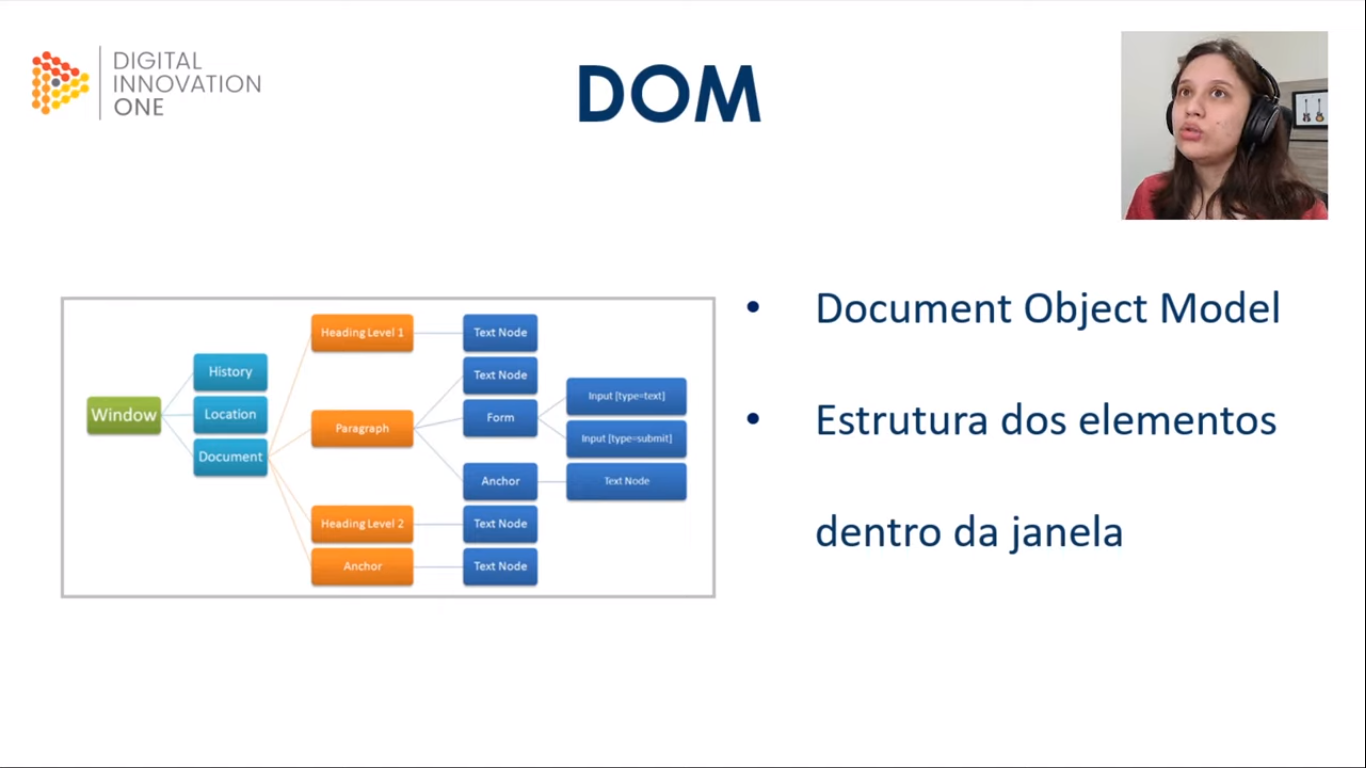 DIGITAL
INNOVATION
ONE
DOM
Window
History
Location
Document
Heading Level 1
Paragraph
Heading Level 2
Anchor
Text Node
Text Node
Form
Anchor
Text Node
Text Node
Input [type=text]
Input [type=submit]
Text Node
• Document Object Model
• Estrutura dos elementos
dentro da janela